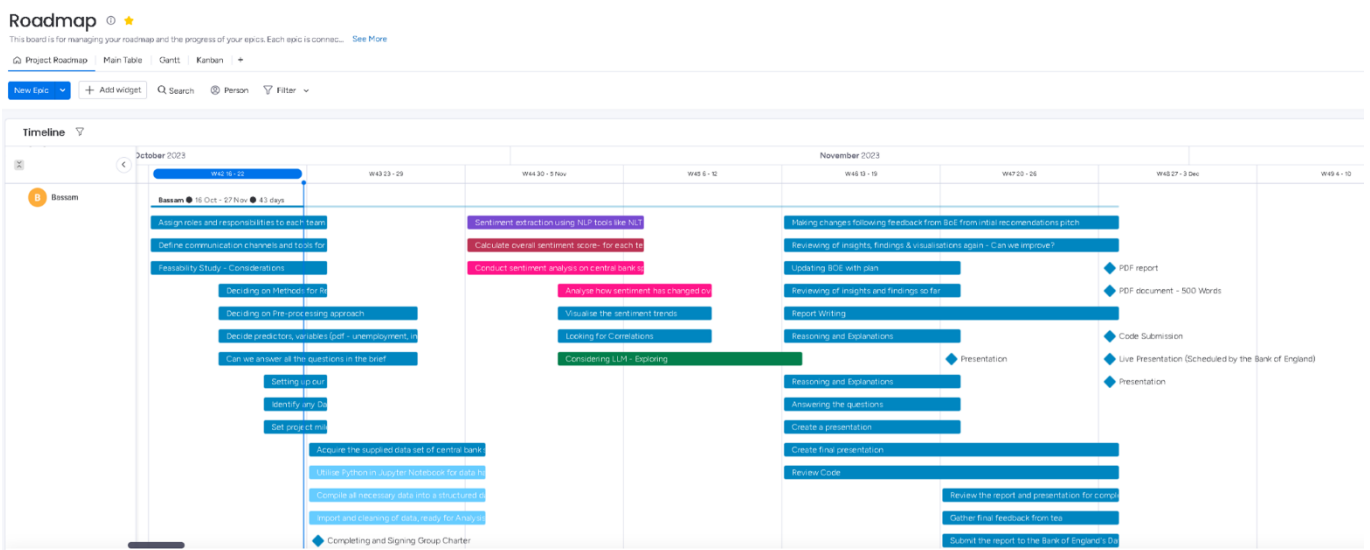 Roadmap
This board is for managing your roadmap and the progress of your epics. Each epic is connec... See More
Project Roadmap Main Table Gantt Kanban +
New Epic + Add widget Search Person Filter
Timeline
October 2023 November 2023
W42 16 - 22 W43 23 - 29 W44 30 - 5 Nov W45 6 - 12 W46 13 - 19 W47 20 - 26 W48 27 - 3 Dec W49 4 - 10
B Bassam
Bassam ● 16 Oct - 27 Nov ● 43 days
Assign roles and responsibilities to each team Sentiment extraction using NLP tools like NLT Making changes following feedback from BoE from intial recomendations pitch
Define communication channels and tools for Calculate overall sentiment score- for each te Reviewing of insights, findings & visualisations again - Can we improve?
Feasability Study - Considerations Conduct sentiment analysis on central bank sp Updating BOE with plan PDF report
Deciding on Methods for Re Analyse how sentiment has changed ov Reviewing of insights and findings so far PDF document - 500 Words
Deciding on Pre-processing approach Visualise the sentiment trends Report Writing
Decide predictors, variables (pdf - unemployment, in Looking for Correlations Reasoning and Explanations Code Submission
Can we answer all the questions in the brief Considering LLM - Exploring Presentation Live Presentation (Scheduled by the Bank of England)
Setting up our Reasoning and Explanations Presentation
Identify any Da Answering the questions
Set project mile Create a presentation
Acquire the supplied data set of central bank s Create final presentation
Utilise Python in Jupyter Notebook for data ha Review Code
Compile all necessary data into a structured da Review the report and presentation for comple
Import and cleaning of data, ready for Analysis Gather final feedback from tea
Completing and Signing Group Charter Submit the report to the Bank of England's Da